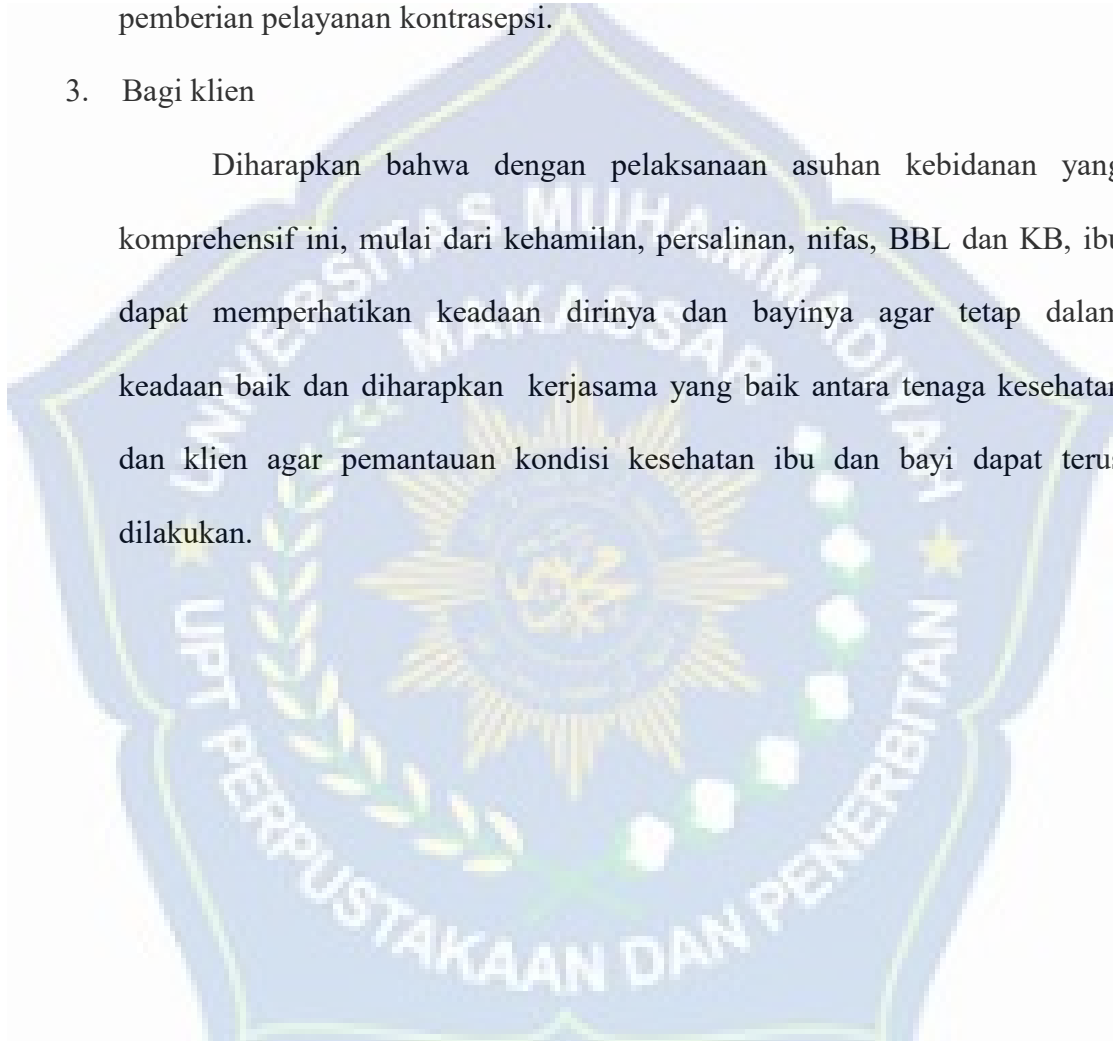 pemberian pelayanan kontrasepsi.
3. Bagi klien
Diharapkan bahwa dengan pelaksanaan asuhan kebidanan yang
komprehensif ini, mulai dari kehamilan, persalinan, nifas, BBL dan KB, ibu
dapat memperhatikan keadaan dirinya dan bayinya agar tetap dalam
keadaan baik dan diharapkan kerjasama yang baik antara tenaga kesehatan
dan klien agar pemantauan kondisi kesehatan ibu dan bayi dapat terus
dilakukan.
UNIVERSITAS MUHAMMADIYAH
MAKASSAR
UPT PERPUSTAKAAN DAN PENERBITAN